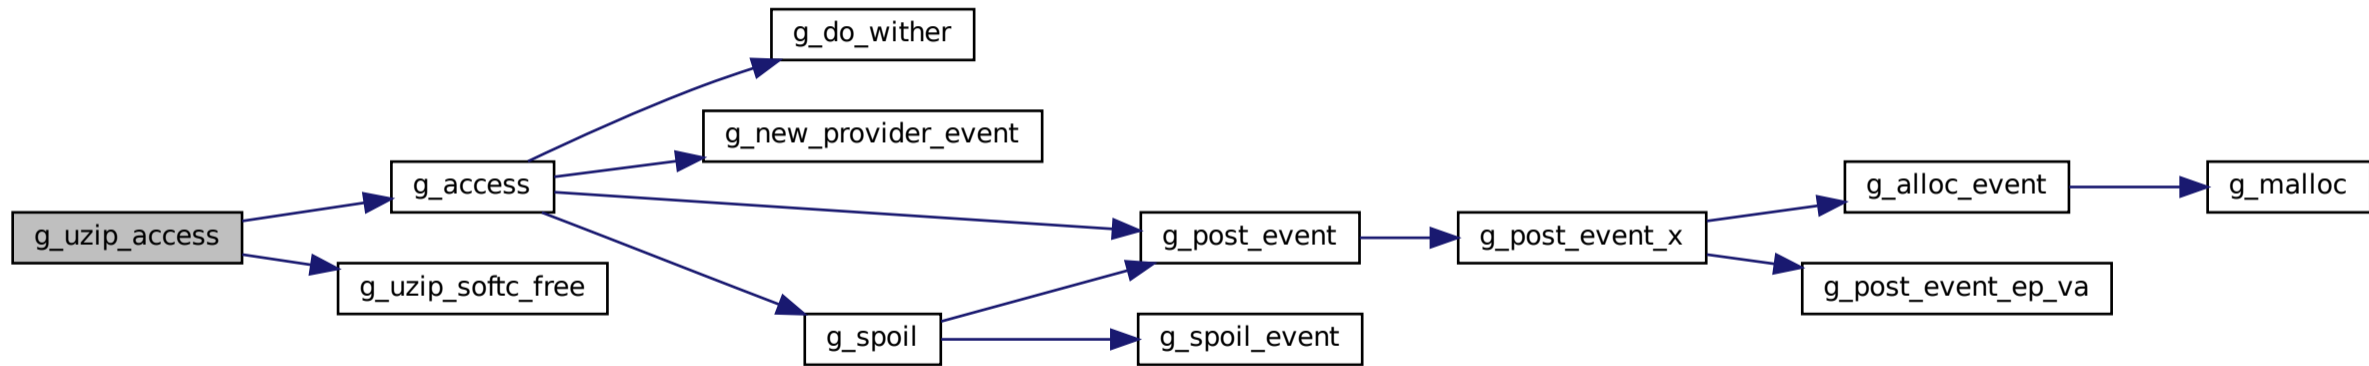 g_do_wither
g_new_provider_event
g_access
g_alloc_event
g_malloc
g_uzip_access
g_post_event
g_post_event_x
g_uzip_softc_free
g_post_event_ep_va
g_spoil
g_spoil_event